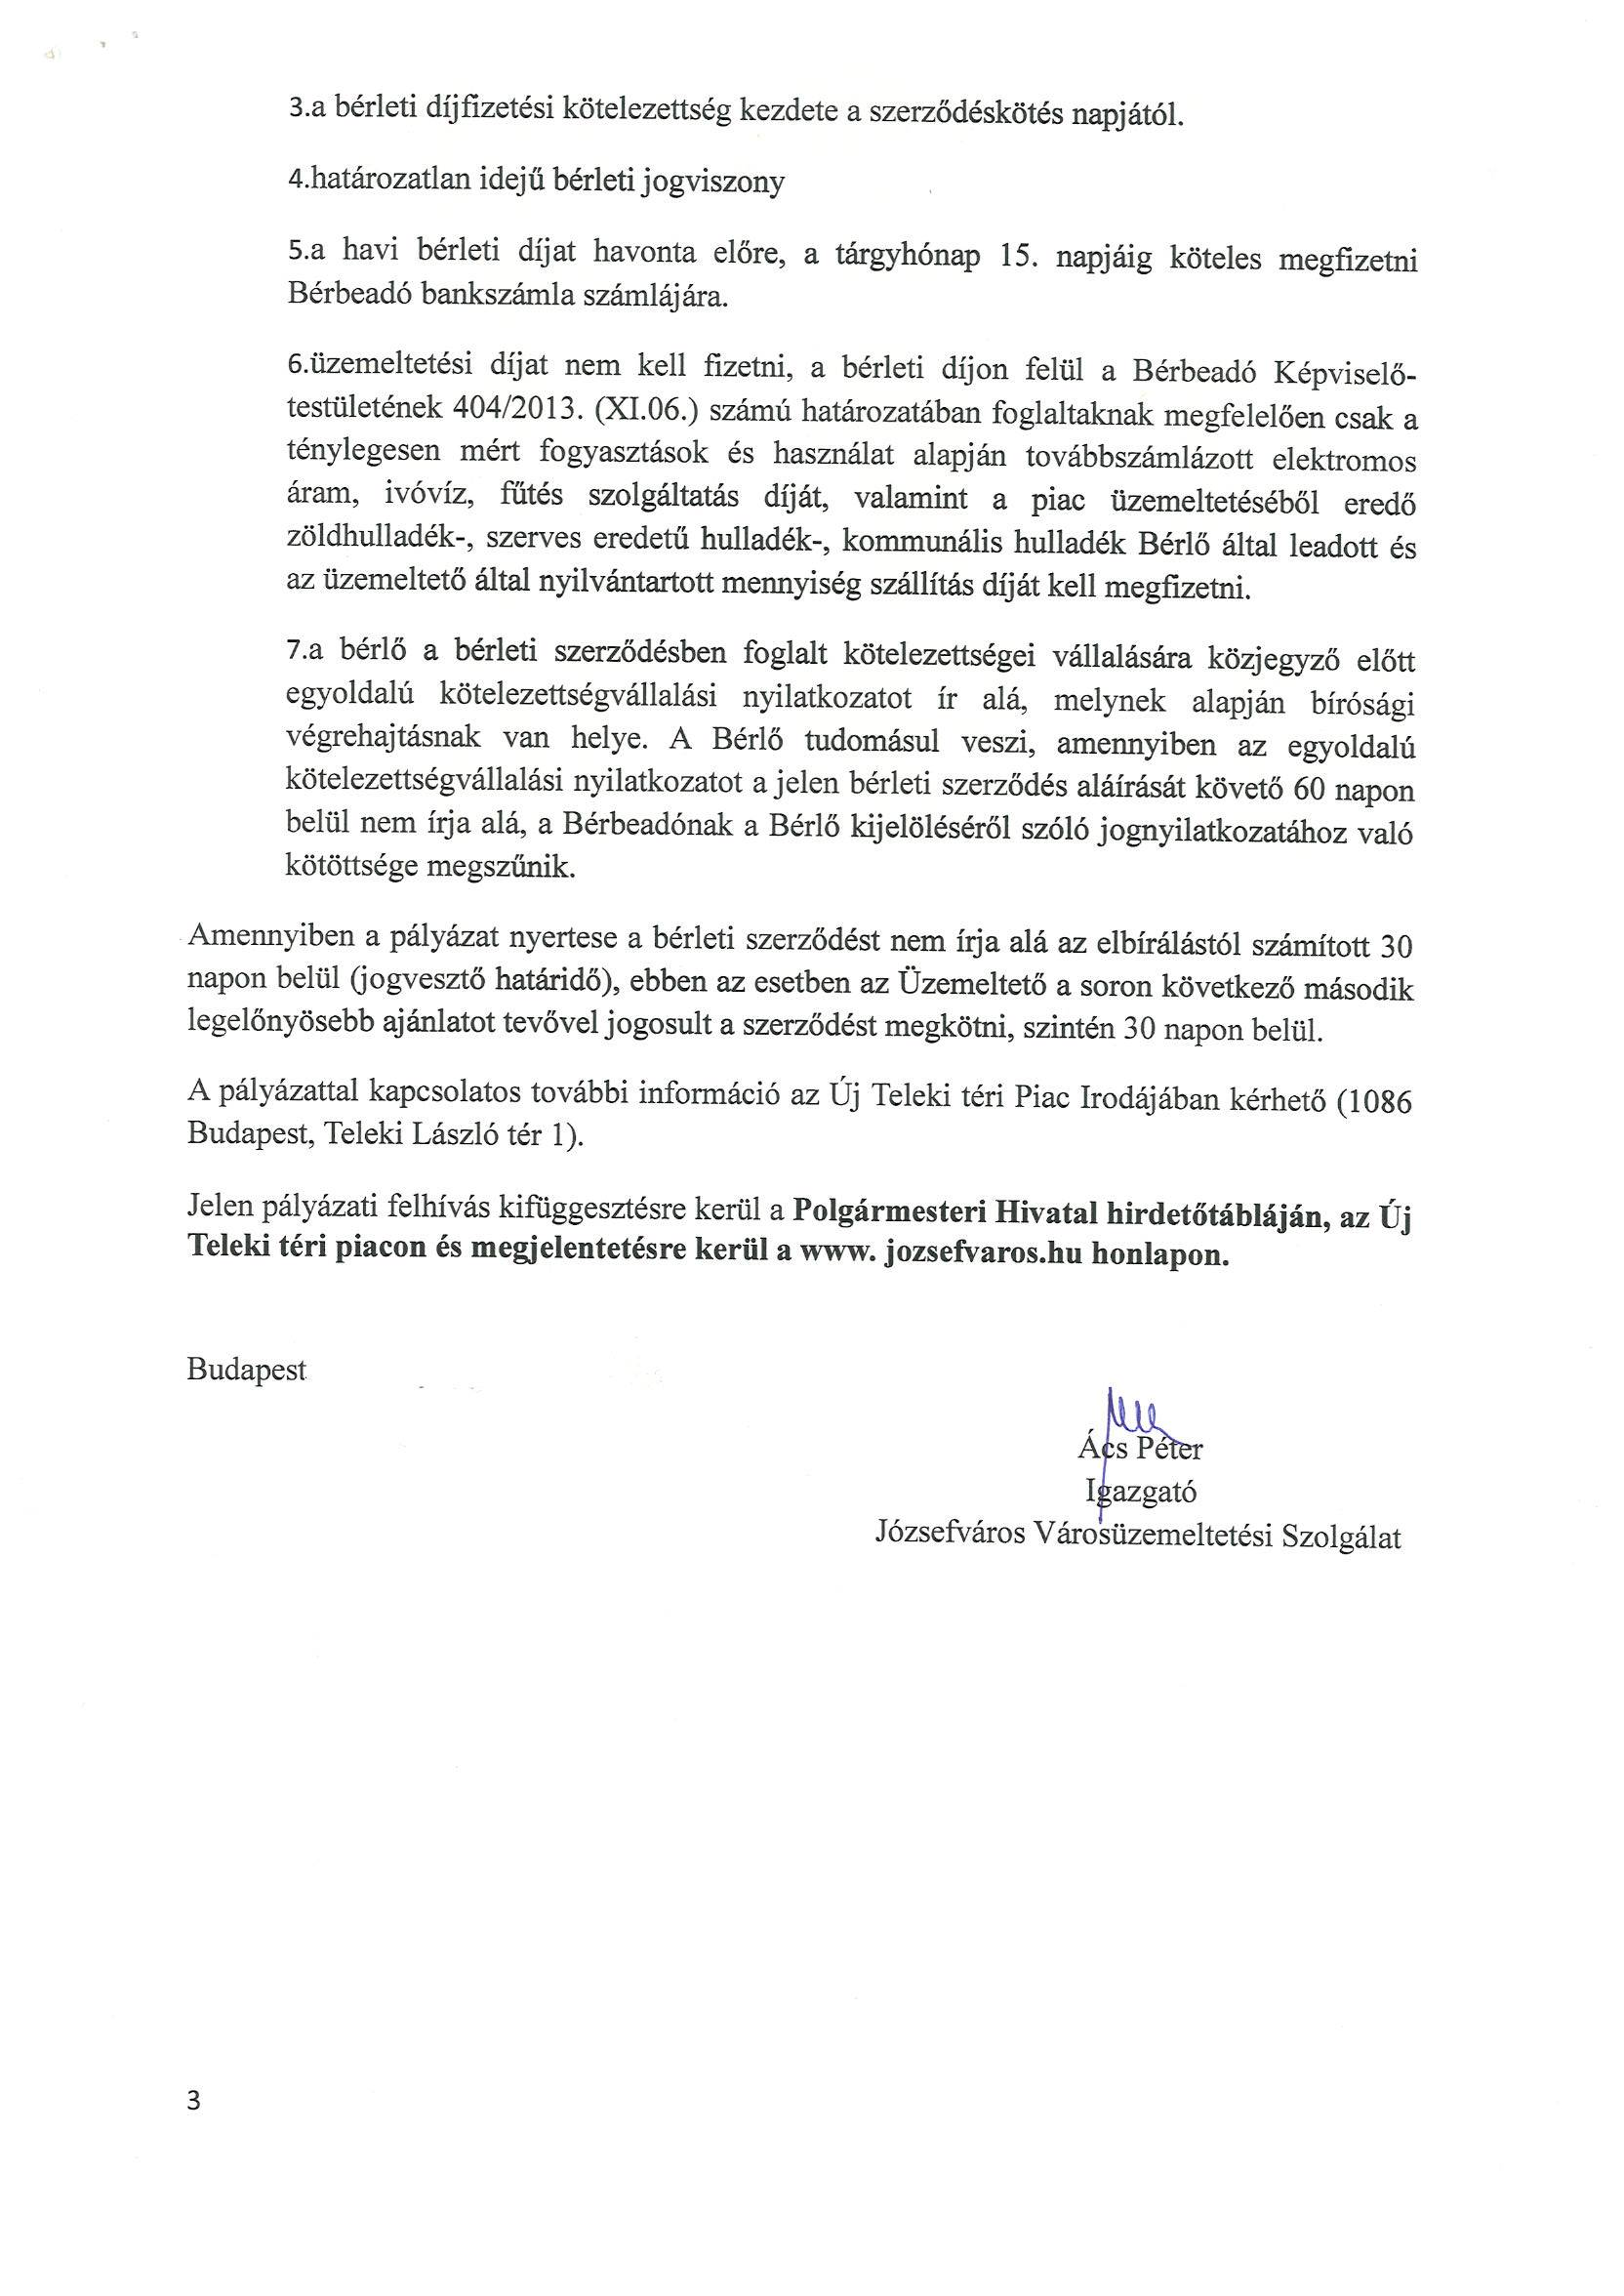 3.a bérleti díjfizetési kötelezettség kezdete a szerződéskötés napjától.
4.határozatlan idejű bérleti jogviszony
5.a havi bérleti díjat havonta előre, a tárgyhónap 15. napjáig köteles megfizetni
Bérbeadó bankszámla számlájára.
6.üzemeltetési díjat nem kell fizetni, a bérleti díjon felül a Bérbeadó Képviselő-
testületének 404/2013. (XI.06.) számú határozatában foglaltaknak megfelelően csak a
ténylegesen mért fogyasztások és használat alapján továbbszámlázott elektromos
áram, ivóvíz, fűtés szolgáltatás díját, valamint a piac üzemeltetéséből eredő
zöldhulladék-, szerves eredetű hulladék-, kommunális hulladék Bérlő által leadott és
az üzemeltető által nyilvántartott mennyiség szállítás díját kell megfizetni.
7.a bérlő a bérleti szerződésben foglalt kötelezettségei vállalására közjegyző előtt
egyoldalú kötelezettségvállalási nyilatkozatot ír alá, melynek alapján bírósági
végrehajtásnak van helye. A Bérlő tudomásul veszi, amennyiben az egyoldalú
kötelezettségvállalási nyilatkozatot a jelen bérleti szerződés aláírását követő 60 napon
belül nem írja alá, a Bérbeadónak a Bérlő kijelöléséről szóló jognyilatkozatához való
kötöttsége megszűnik.
Amennyiben a pályázat nyertese a bérleti szerződést nem írja alá az elbírálástól számított 30
napon belül (jogvesztő határidő), ebben az esetben az Üzemeltető a soron következő második
legelőnyösebb ajánlatot tevővel jogosult a szerződést megkötni, szintén 30 napon belül.
A pályázattal kapcsolatos további információ az Új Teleki téri Piac Irodájában kérhető (1086
Budapest, Teleki László tér 1).
Jelen pályázati felhívás kifüggesztésre kerül a Polgármesteri Hivatal hirdetőtábláján, az Új
Teleki téri piacon és megjelentetésre kerül a www. jozsefvaros.hu honlapon.
Budapest
Ács Péter
Igazgató
Józsefváros Városüzemeltetési Szolgálat
3